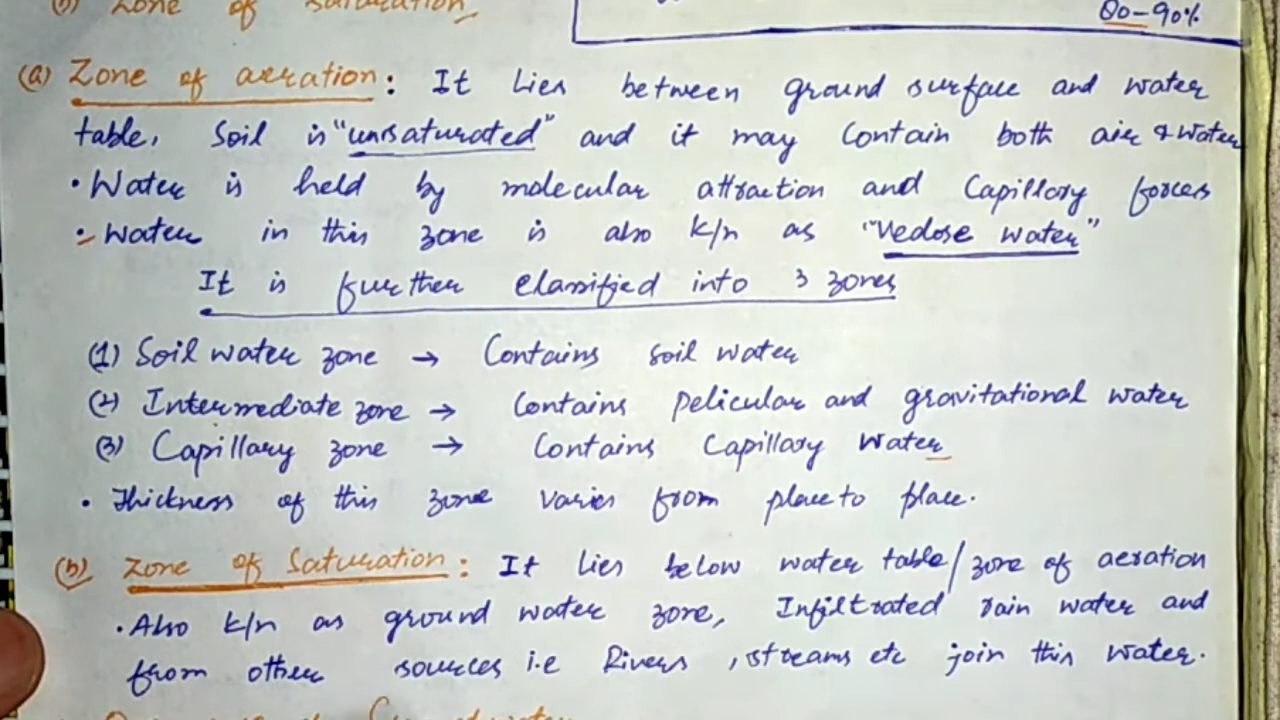 (b) Zone of saturation
80-90%
(a) Zone of aeration: It lies between ground surface and water
table, Soil is "unsaturated" and it may Contain both air & water
• Water is held by molecular attraction and Capillary forces
• Water in this zone is also k/n as "Vedose water"
It is further classified into 3 zones
(1) Soil water zone → Contains soil water
(2) Intermediate zone → Contains pelicular and gravitational water
(3) Capillary zone → Contains Capillary Water
• Thickness of this zone varies from place to place.
(b) Zone of Saturation: It lies below water table/zone of aeration
• Also k/n as ground water zone, Infiltrated rain water and
from other sources i.e Rivers, streams etc join this water.